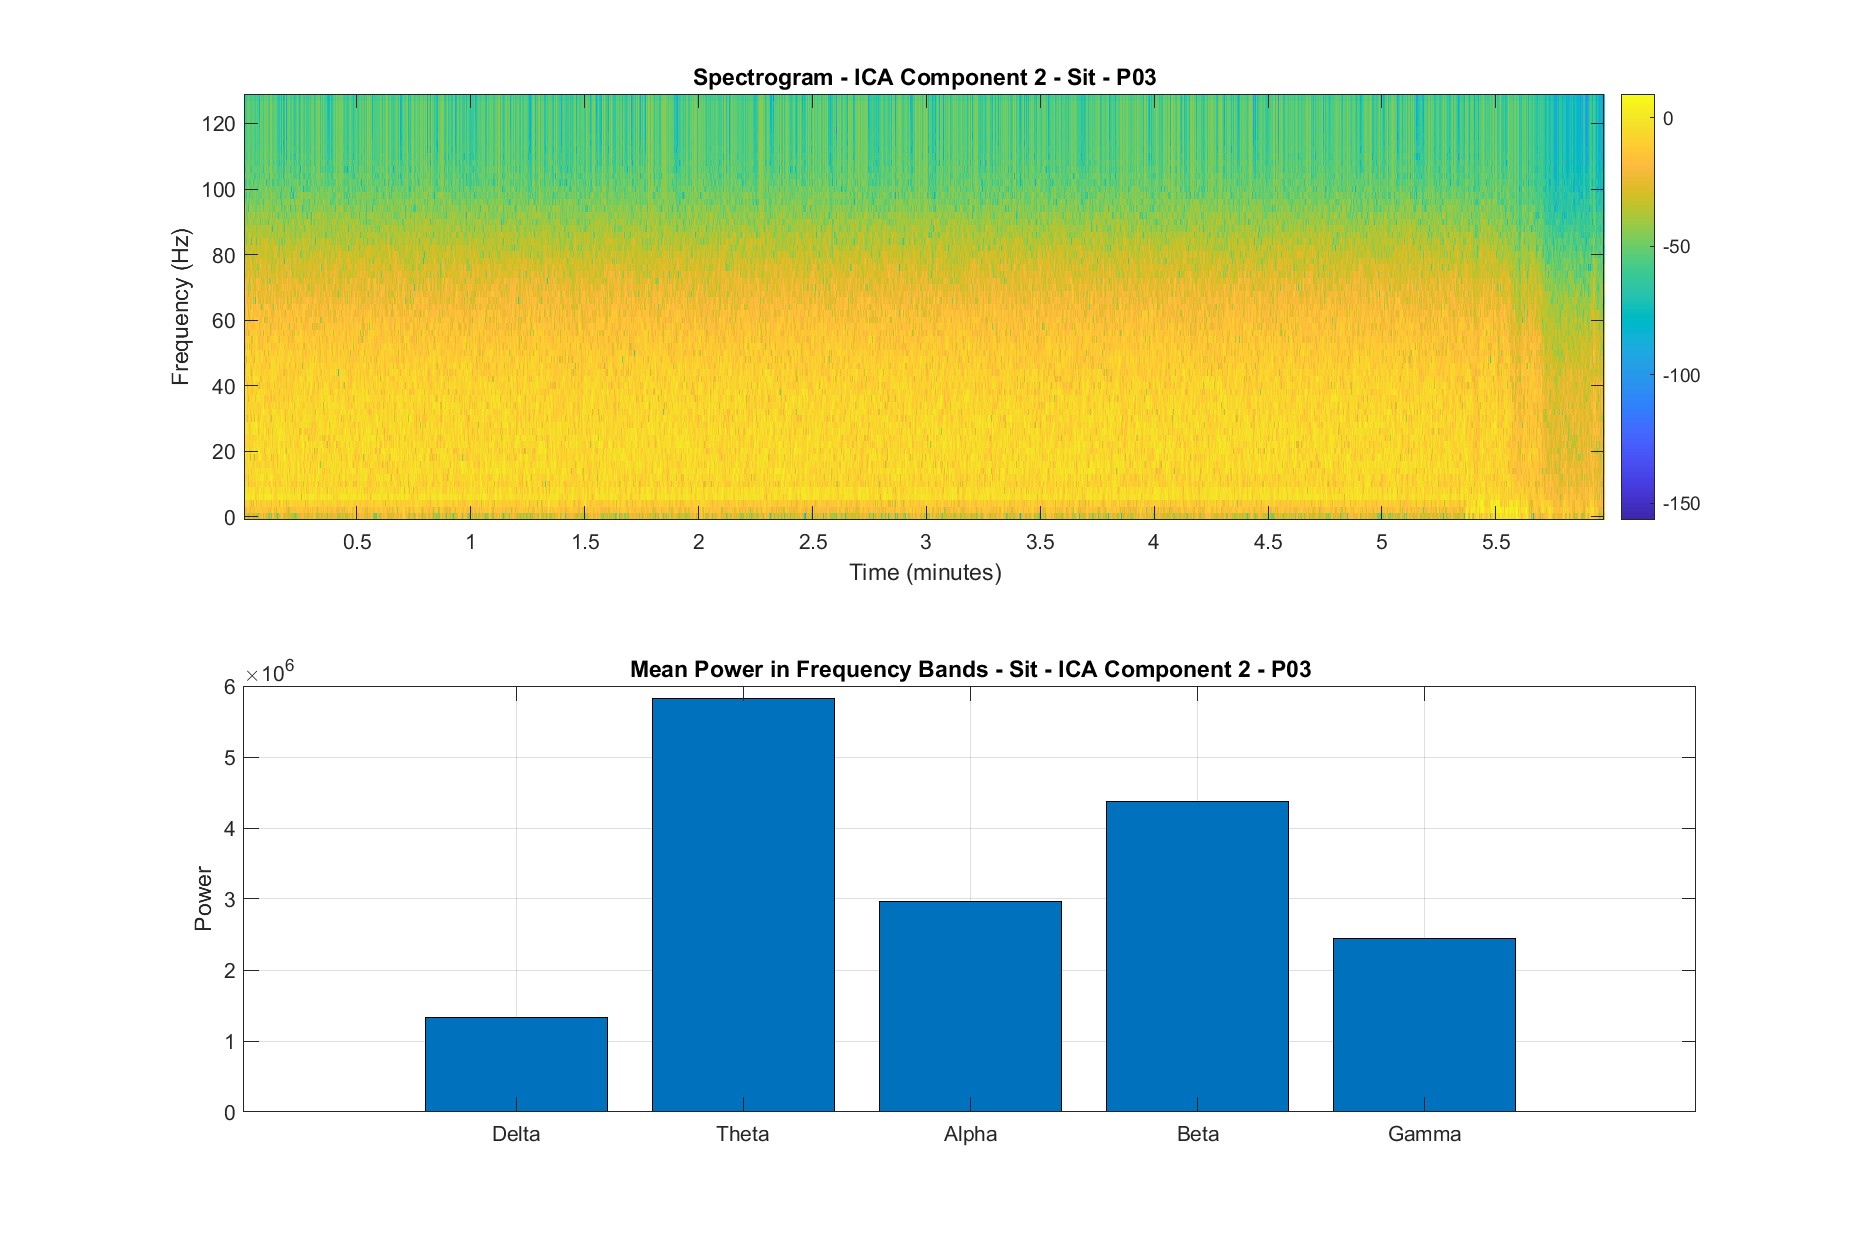 Spectrogram - ICA Component 2 - Sit - P03
120
100
80
60
40
20
0
Frequency (Hz)
0.5 1 1.5 2 2.5 3 3.5 4 4.5 5 5.5
Time (minutes)
0
-50
-100
-150
Mean Power in Frequency Bands - Sit - ICA Component 2 - P03
×10⁶
6
5
4
3
2
1
0
Power
Delta Theta Alpha Beta Gamma